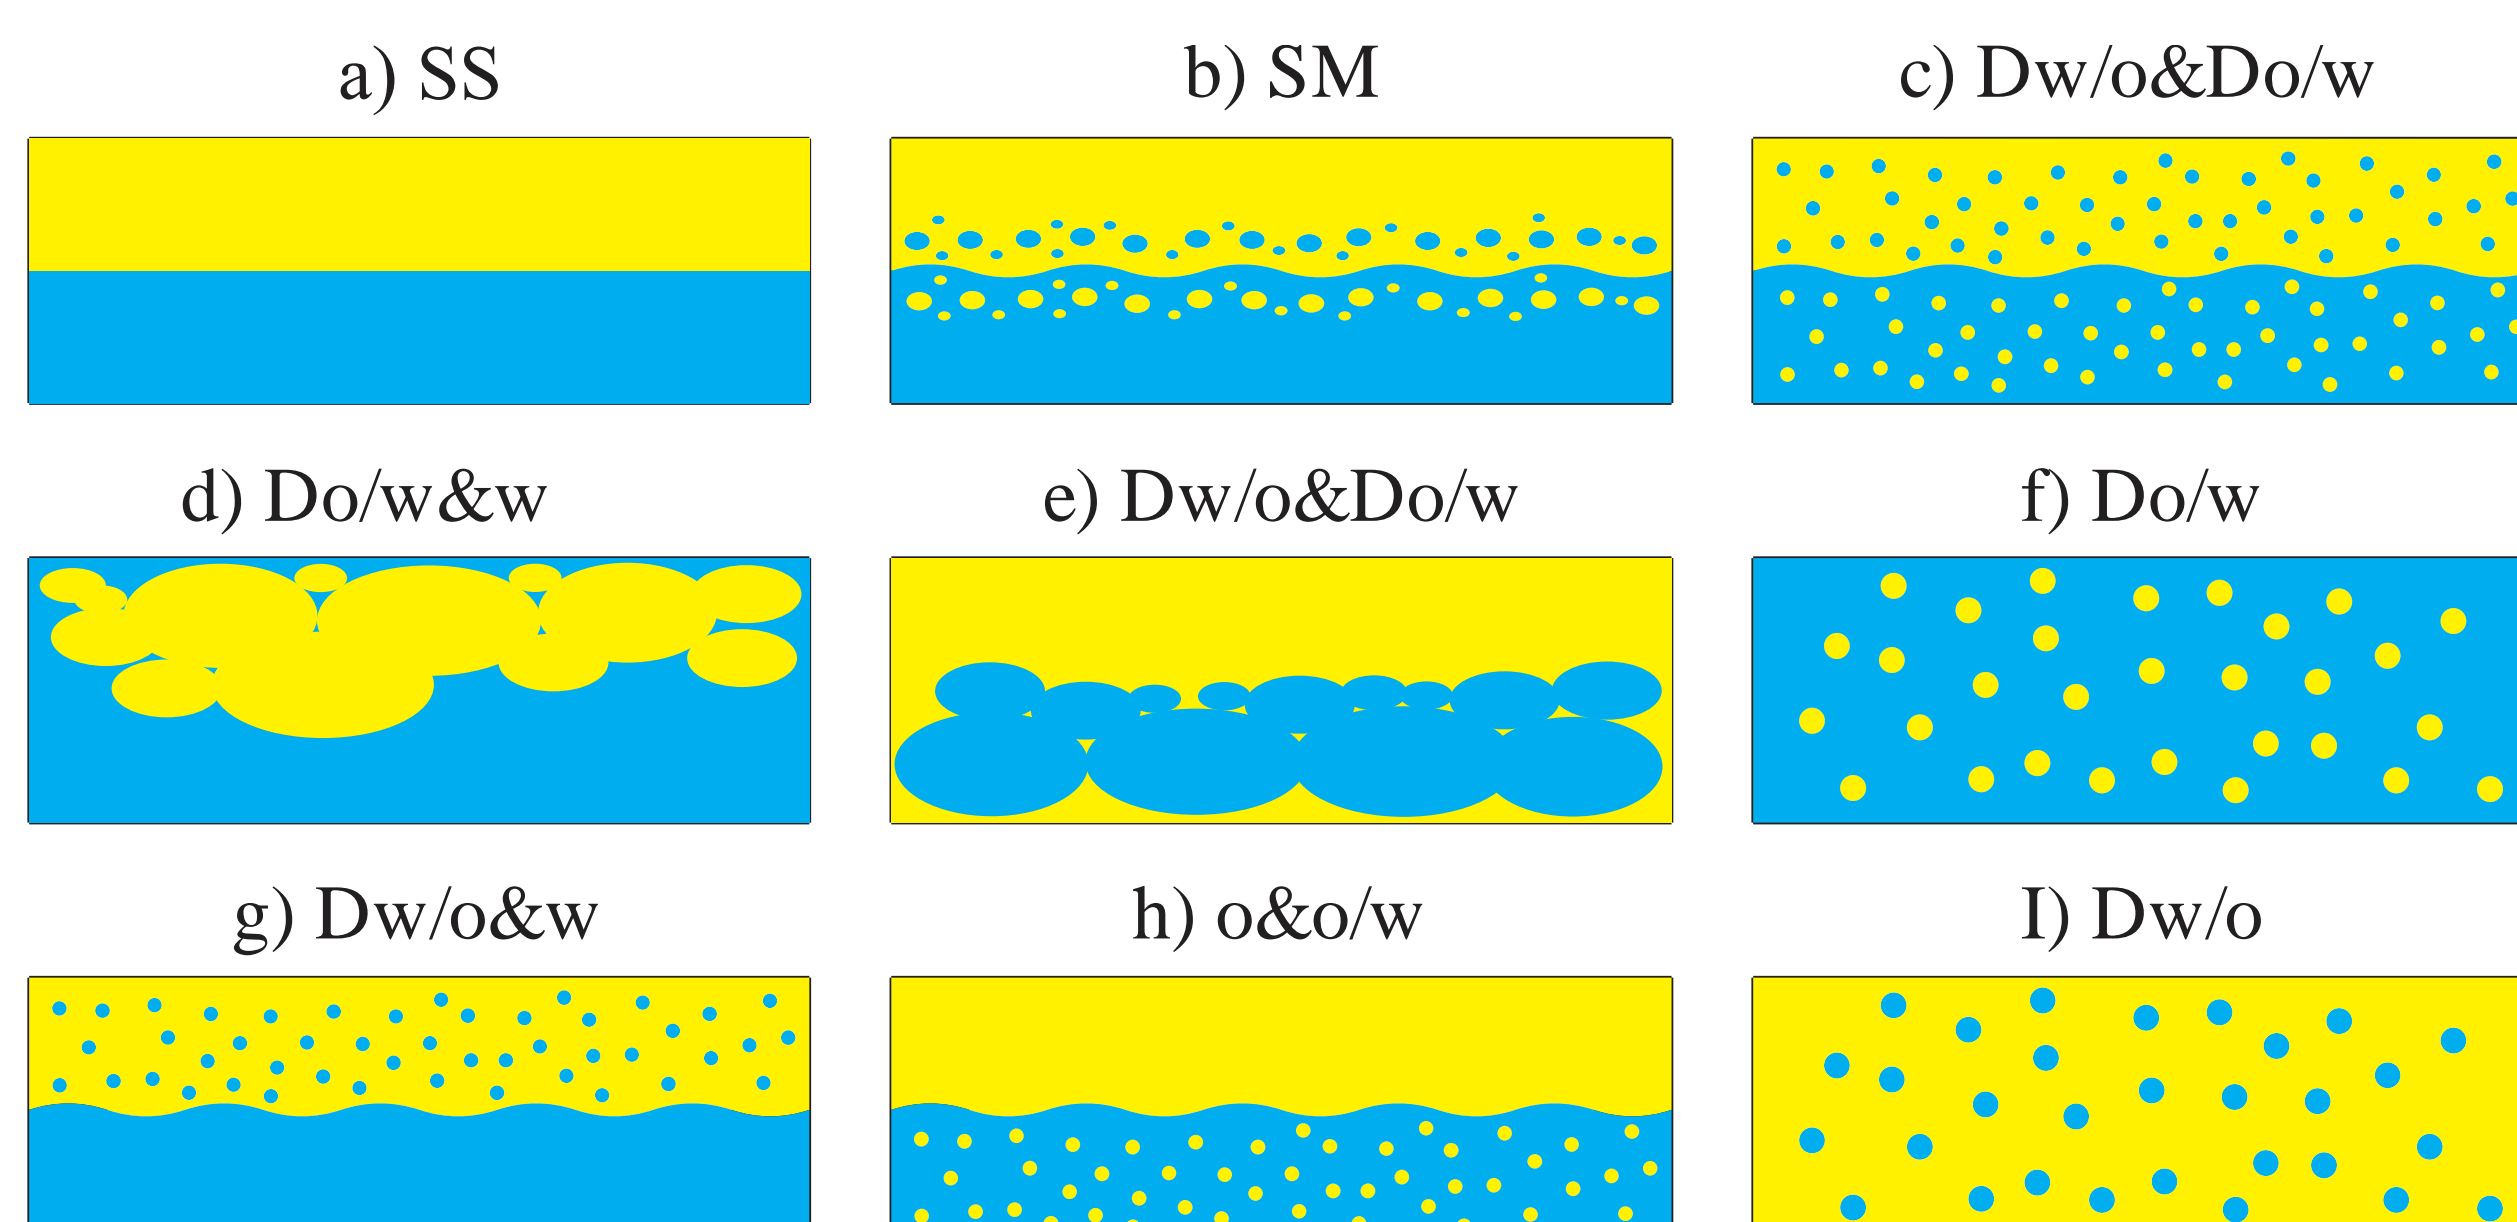 a) SS
b) SM
c) Dw/o&Do/w
d) Do/w&w
e) Dw/o&Do/w
f) Do/w
g) Dw/o&w
h) o&o/w
I) Dw/o